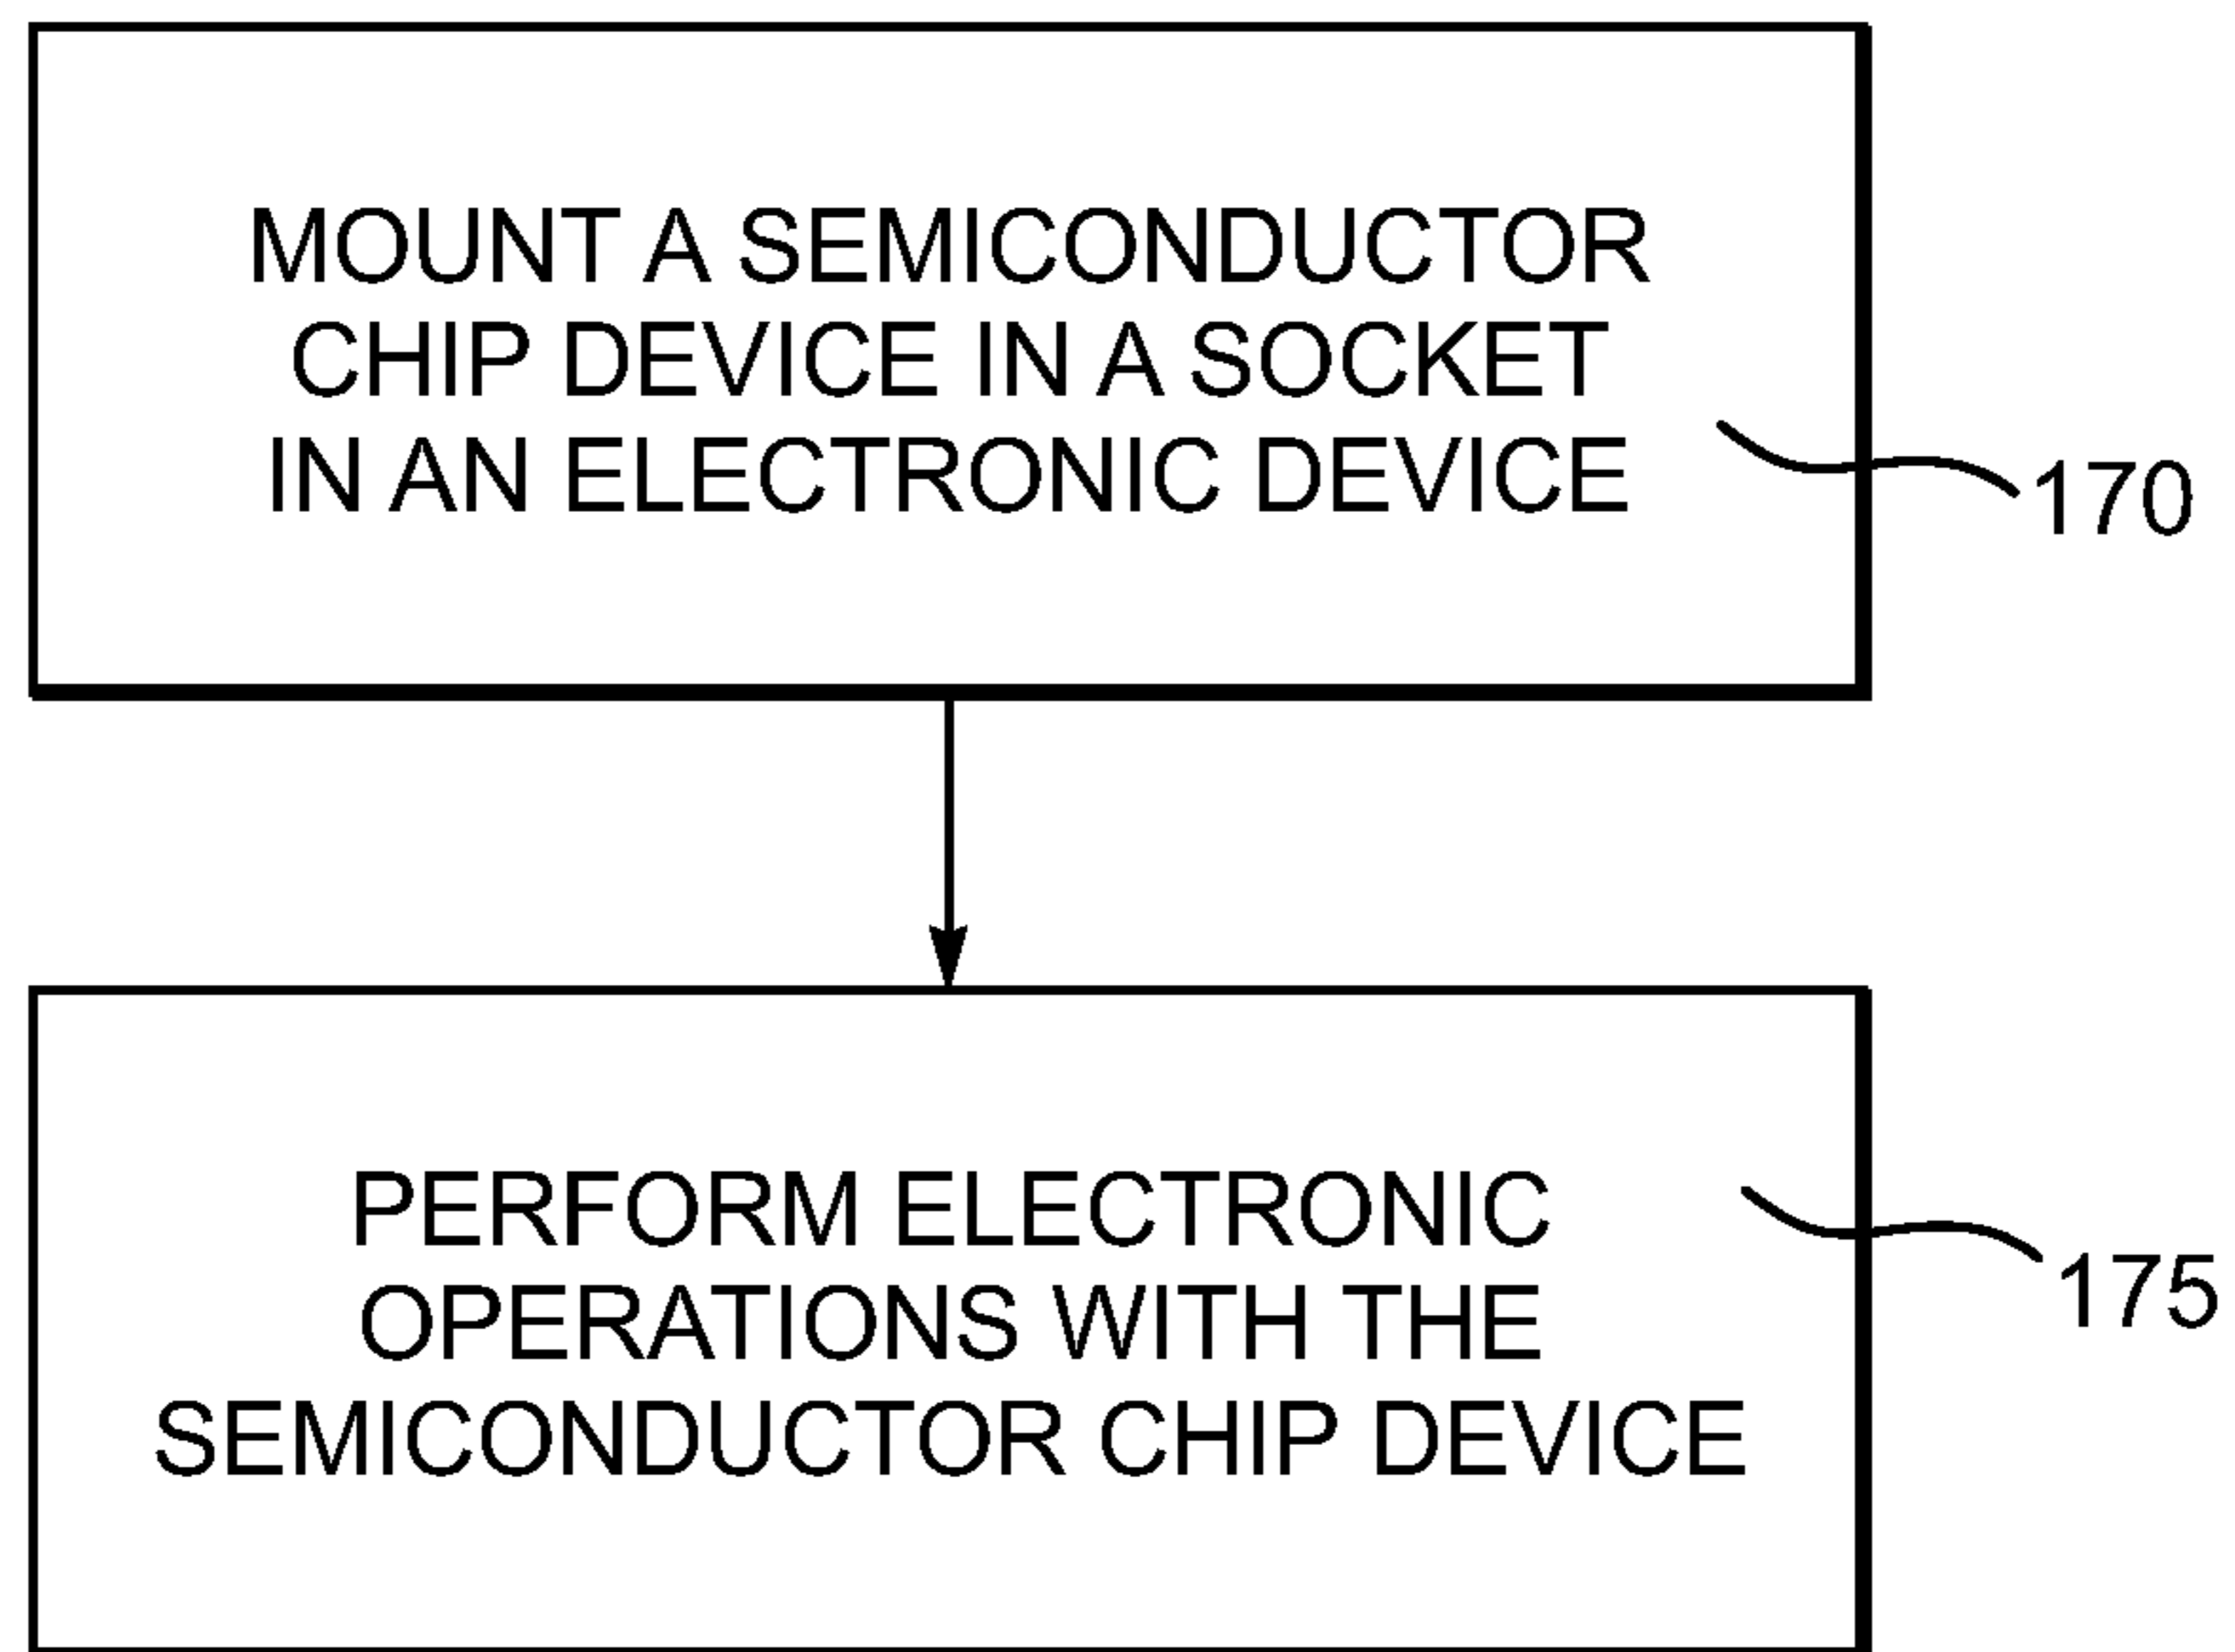 MOUNT A SEMICONDUCTOR
CHIP DEVICE IN A SOCKET
IN AN ELECTRONIC DEVICE
170
PERFORM ELECTRONIC
OPERATIONS WITH THE
SEMICONDUCTOR CHIP DEVICE
175